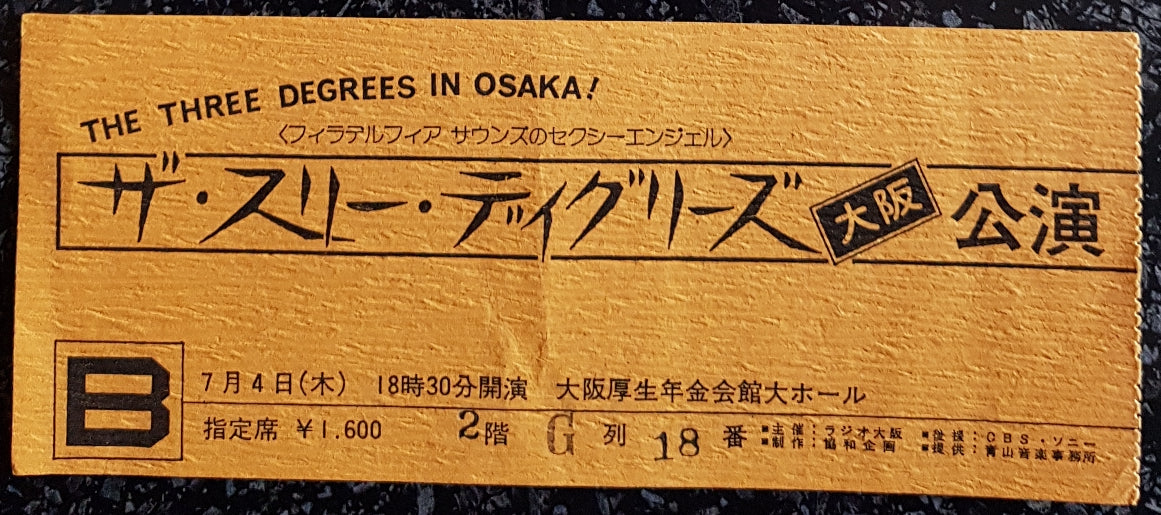 THE THREE DEGREES IN OSAKA!
〈フィラデルフィア サウンズのセクシーエンジェル〉
ザ・スリー・ディグリーズ 大阪 公演
B
7月4日(木) 18時30分開演 大阪厚生年金会館大ホール
指定席 ¥1,600 2階 G 列 18 番
■主催:ラジオ大阪 ■後援:CBS・ソニー
■制作:協和企画 ■提供:青山音楽事務所